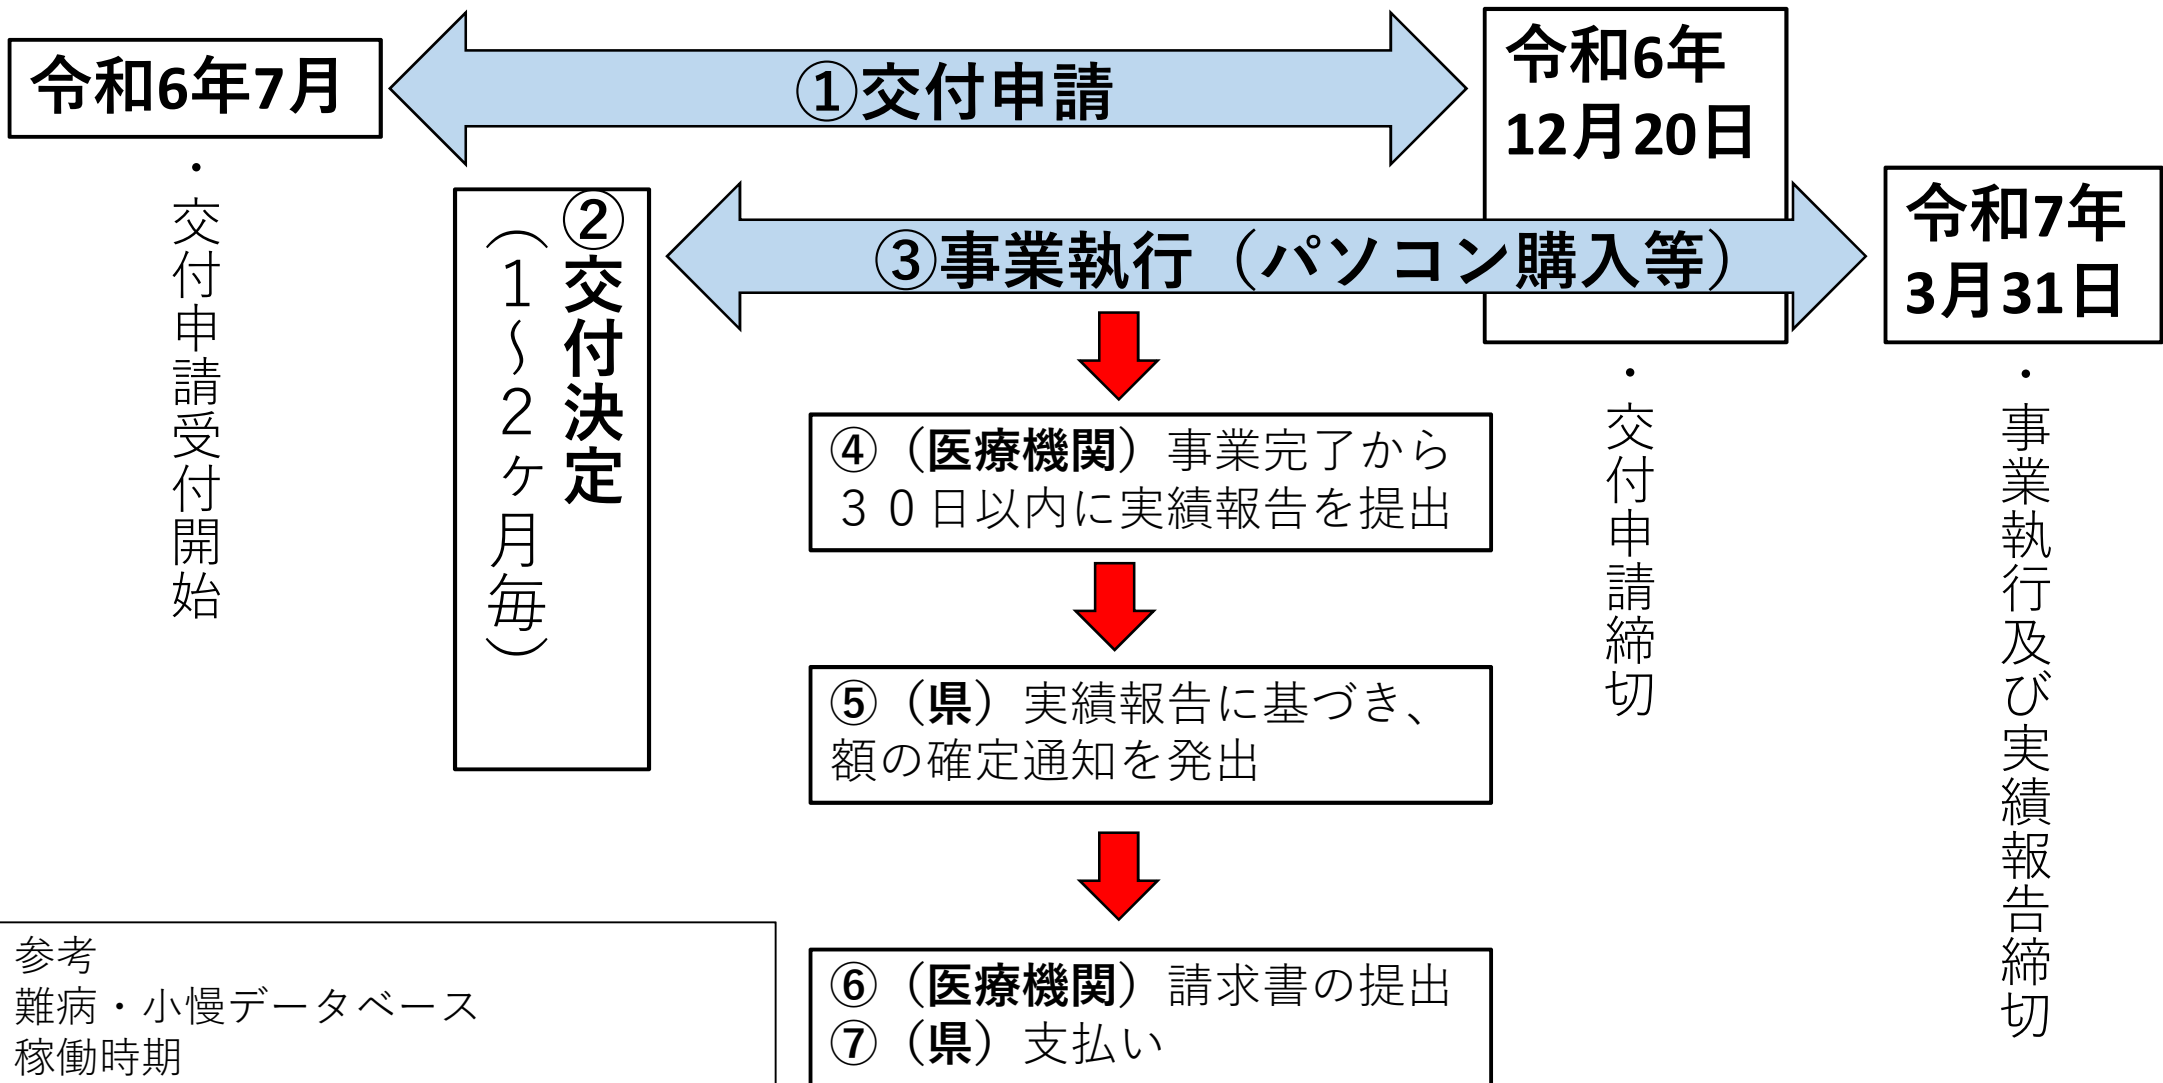 令和6年7月
①交付申請
令和6年
12月20日
・交付申請受付開始
②交付決定
（１～２ヶ月毎）
③事業執行（パソコン購入等）
令和7年
3月31日
④（医療機関）事業完了から
３０日以内に実績報告を提出
・交付申請締切
・事業執行及び実績報告締切
⑤（県）実績報告に基づき、
額の確定通知を発出
⑥（医療機関）請求書の提出
⑦（県）支払い
参考
難病・小慢データベース
稼働時期